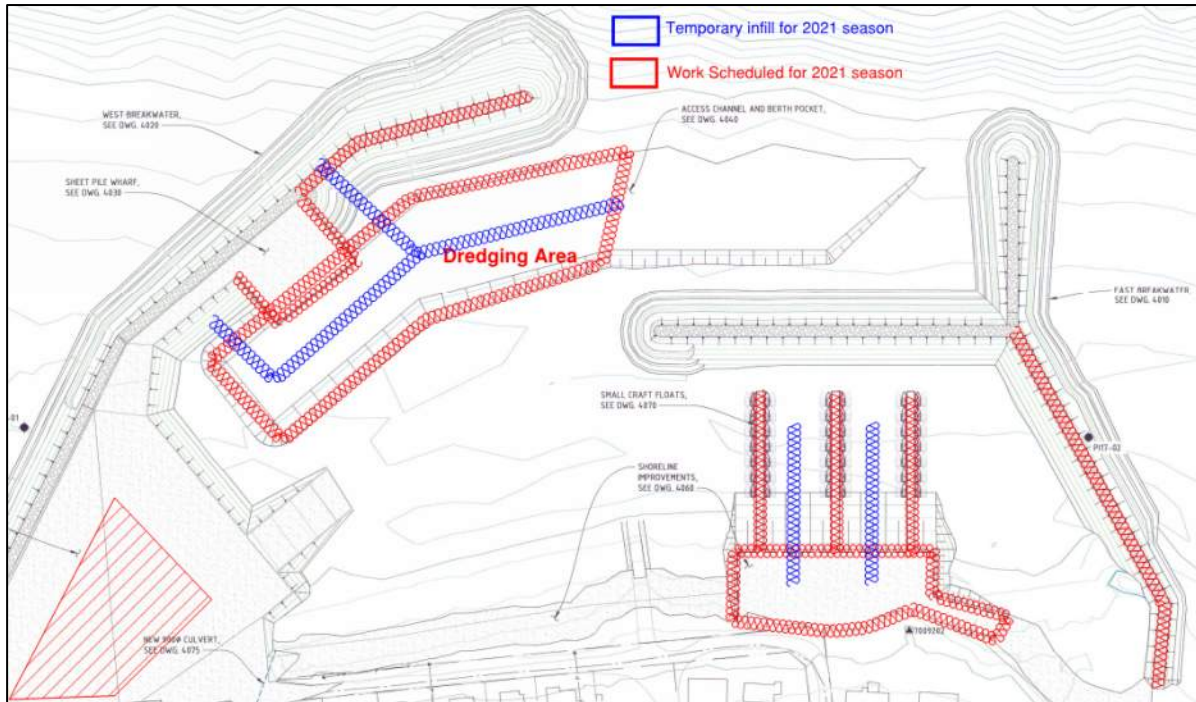 Temporary infill for 2021 season
Work Scheduled for 2021 season
WEST BREAKWATER,
SEE DWG. 4020
ACCESS CHANNEL AND BERTH POCKET,
SEE DWG. 4040
SHEET PILE WHARF,
SEE DWG. 4030
Dredging Area
EAST BREAKWATER
SEE DWG. 4010
SMALL CRAFT FLOATS,
SEE DWG. 4070
-01
P117-02
SHORELINE
IMPROVEMENTS,
SEE DWG. 4060
NEW 900Ø CULVERT,
SEE DWG. 4075